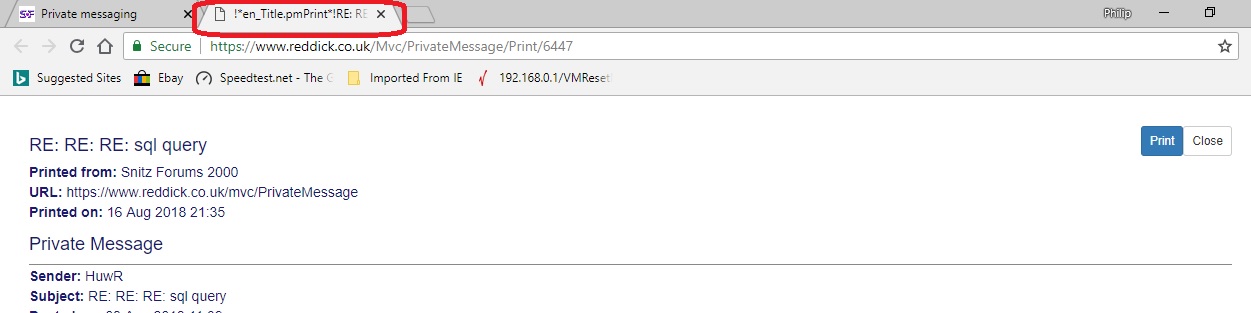 Private messaging
!*en_Title.pmPrint*!RE: RE
Philip
Secure https://www.reddick.co.uk/Mvc/PrivateMessage/Print/6447
Suggested Sites Ebay Speedtest.net - The G Imported From IE 192.168.0.1/VMReset
RE: RE: RE: sql query
Print Close
Printed from: Snitz Forums 2000
URL: https://www.reddick.co.uk/mvc/PrivateMessage
Printed on: 16 Aug 2018 21:35
Private Message
Sender: HuwR
Subject: RE: RE: RE: sql query